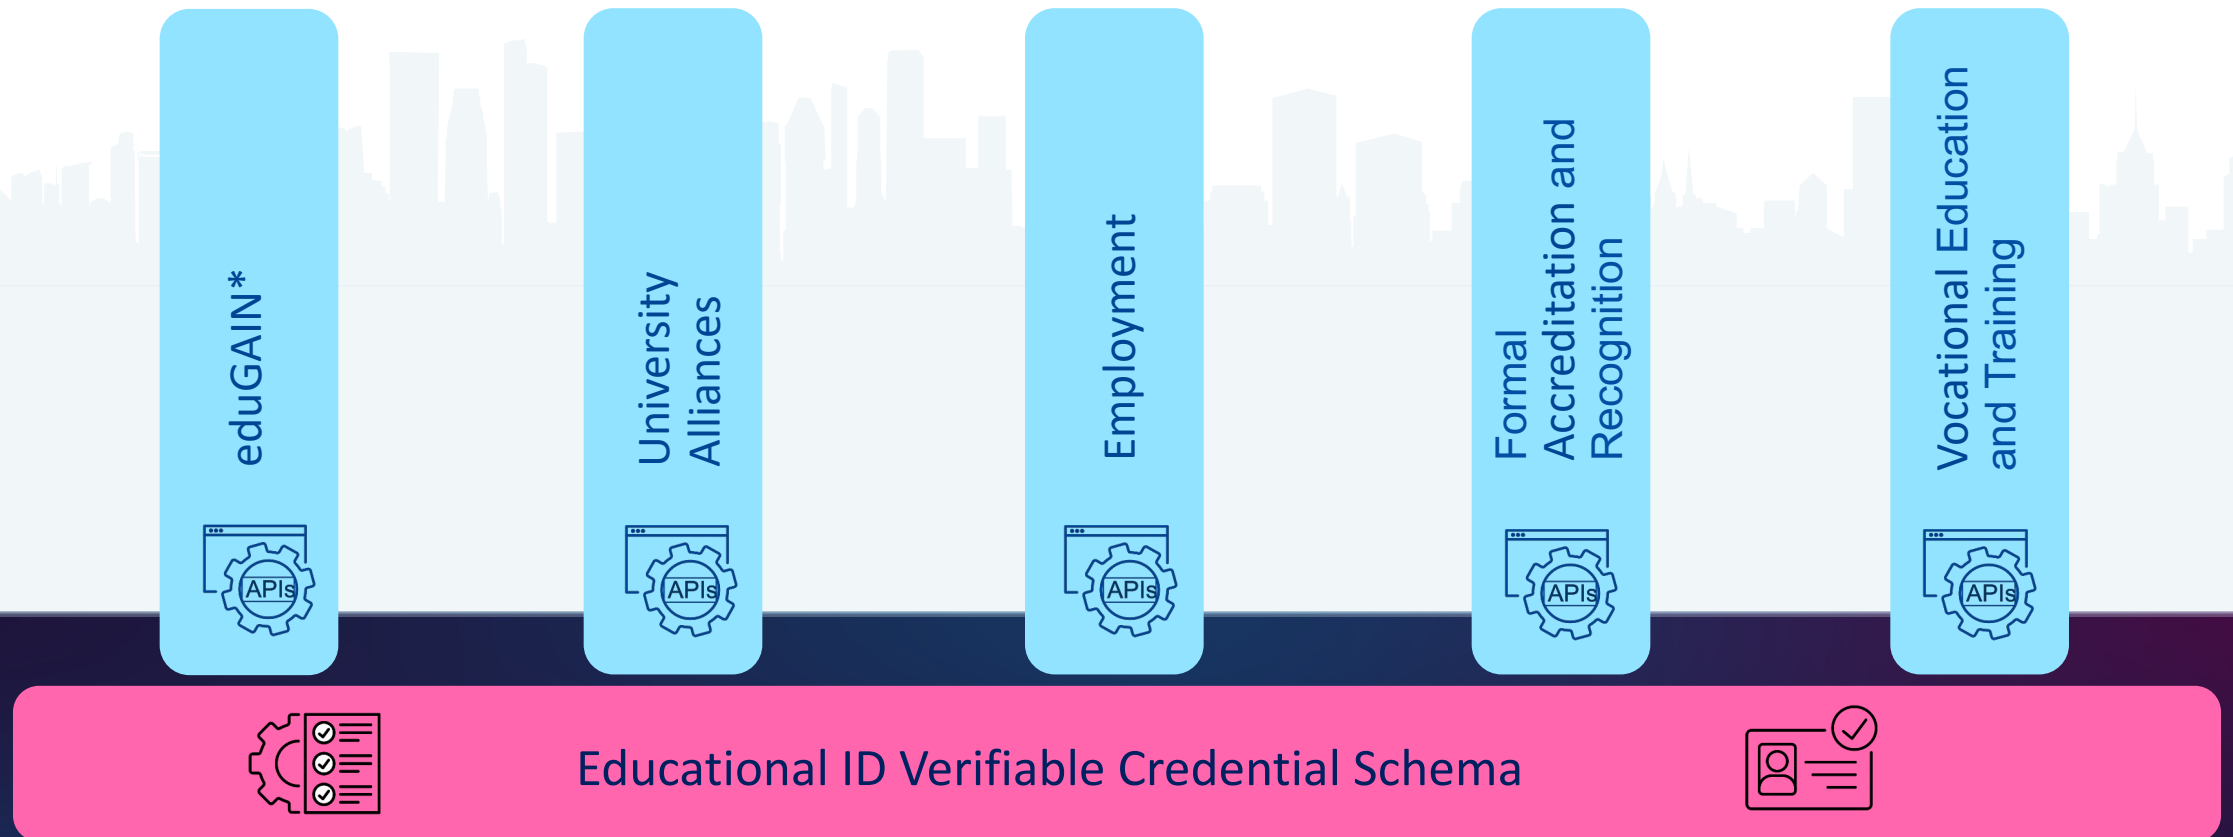 eduGAIN*
APIs
University
Alliances
APIs
Employment
APIs
Formal
Accreditation and
Recognition
APIs
Vocational Education
and Training
APIs
Educational ID Verifiable Credential Schema